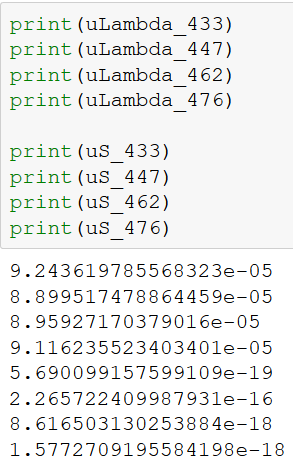 print(uLambda_433)
print(uLambda_447)
print(uLambda_462)
print(uLambda_476)
print(uS_433)
print(uS_447)
print(uS_462)
print(uS_476)
9.243619785568323e-05
8.899517478864459e-05
8.95927170379016e-05
9.116235523403401e-05
5.690099157599109e-19
2.265722409987931e-16
8.616503130253884e-18
1.5772709195584198e-18